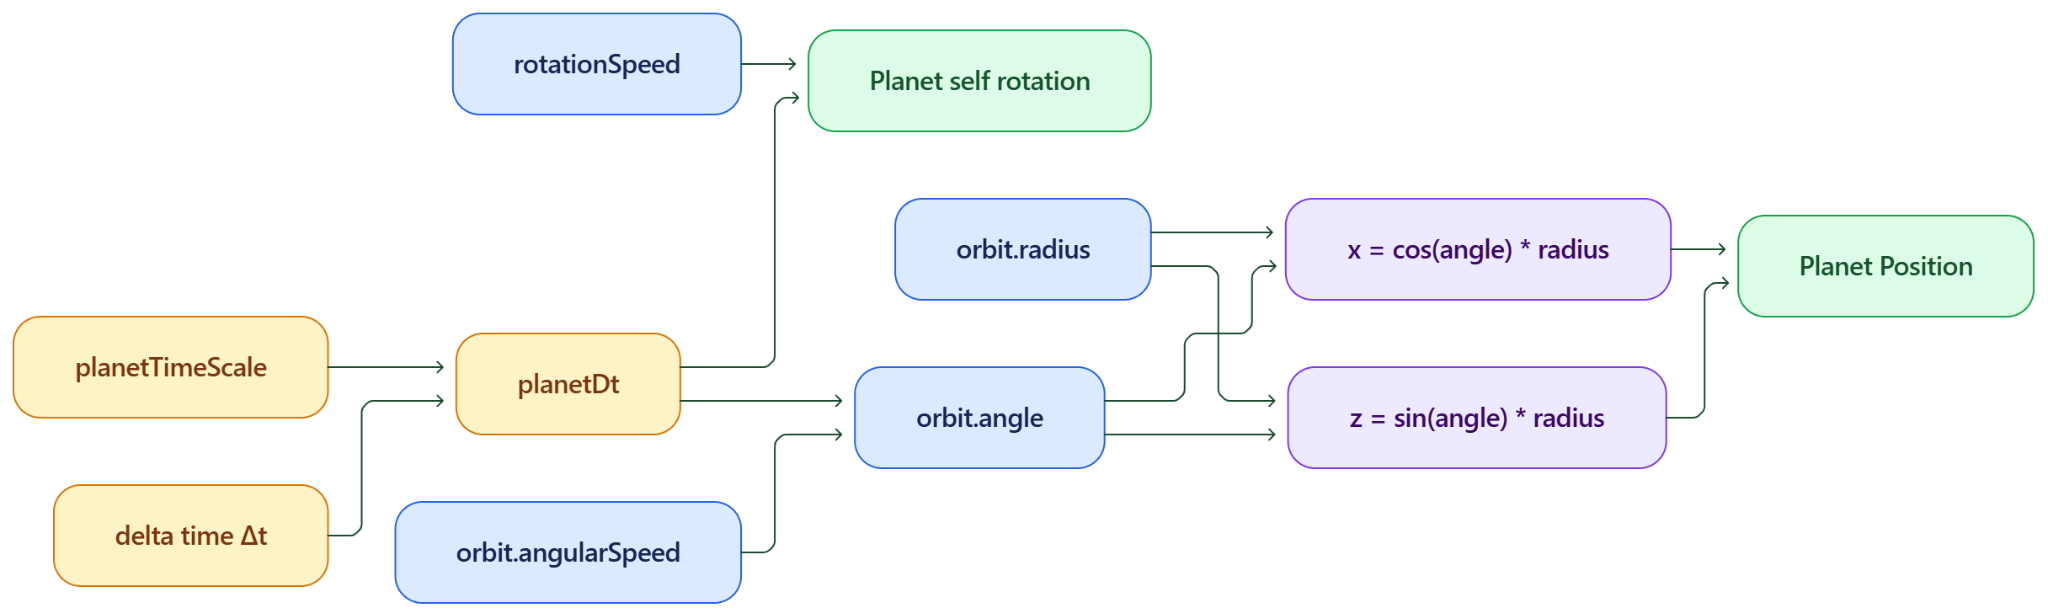 rotationSpeed
Planet self rotation
orbit.radius
x = cos(angle) * radius
Planet Position
planetTimeScale
planetDt
orbit.angle
z = sin(angle) * radius
delta time Δt
orbit.angularSpeed